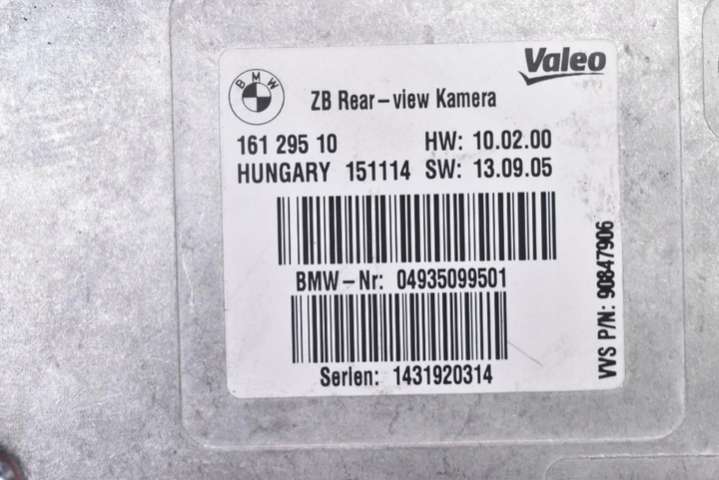 BMW
Valeo
ZB Rear-view Kamera
161 295 10 HW: 10.02.00
HUNGARY 151114 SW: 13.09.05
BMW-Nr: 04935099501
Serien: 1431920314
VVS P/N: 90847906